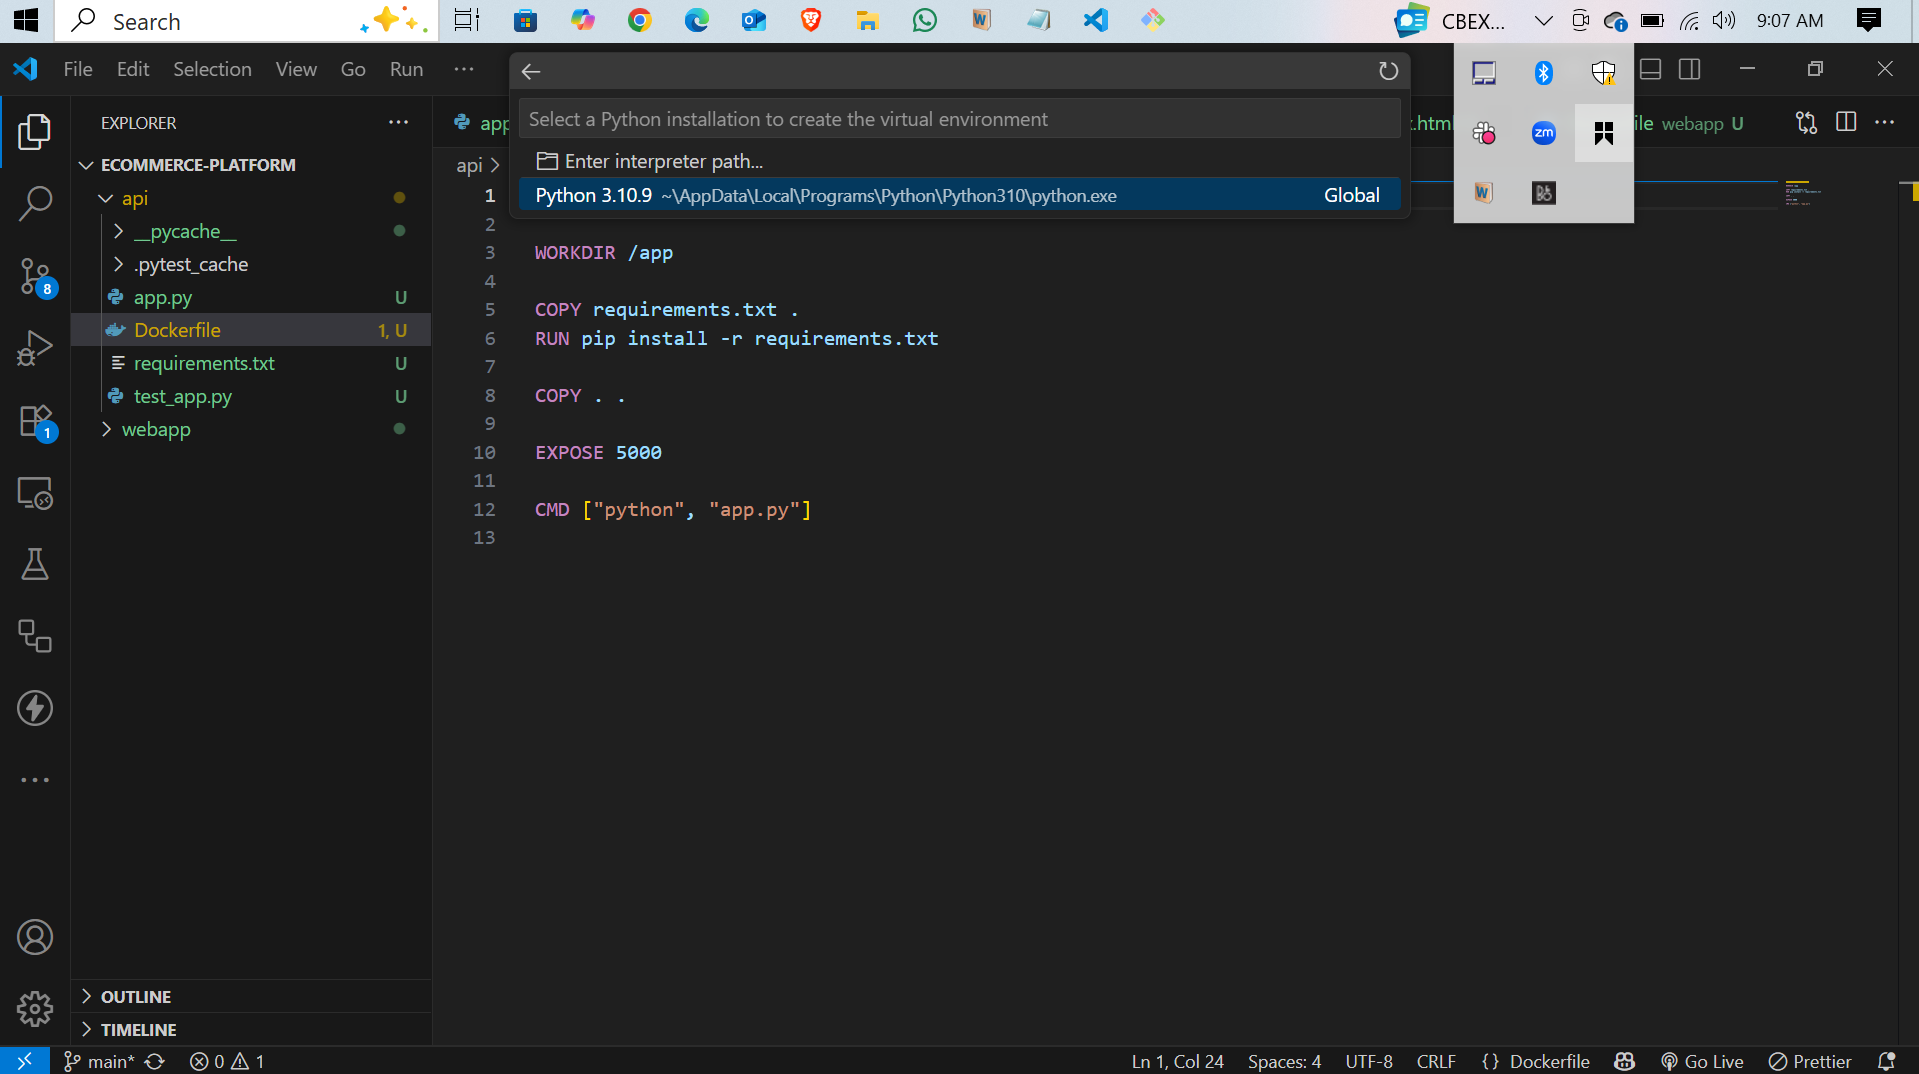 Search
CBEX...
9:07 AM
File Edit Selection View Go Run ...
Select a Python installation to create the virtual environment
Enter interpreter path...
Python 3.10.9 ~\AppData\Local\Programs\Python\Python310\python.exe Global
zm
EXPLORER
ECOMMERCE-PLATFORM
api
__pycache__
.pytest_cache
app.py U
Dockerfile 1, U
requirements.txt U
test_app.py U
webapp
8
1
OUTLINE
TIMELINE
app
.html
ile webapp U
api >
1
2
3 WORKDIR /app
4
5 COPY requirements.txt .
6 RUN pip install -r requirements.txt
7
8 COPY . .
9
10 EXPOSE 5000
11
12 CMD ["python", "app.py"]
13
main* 0 1
Ln 1, Col 24 Spaces: 4 UTF-8 CRLF {} Dockerfile Go Live Prettier